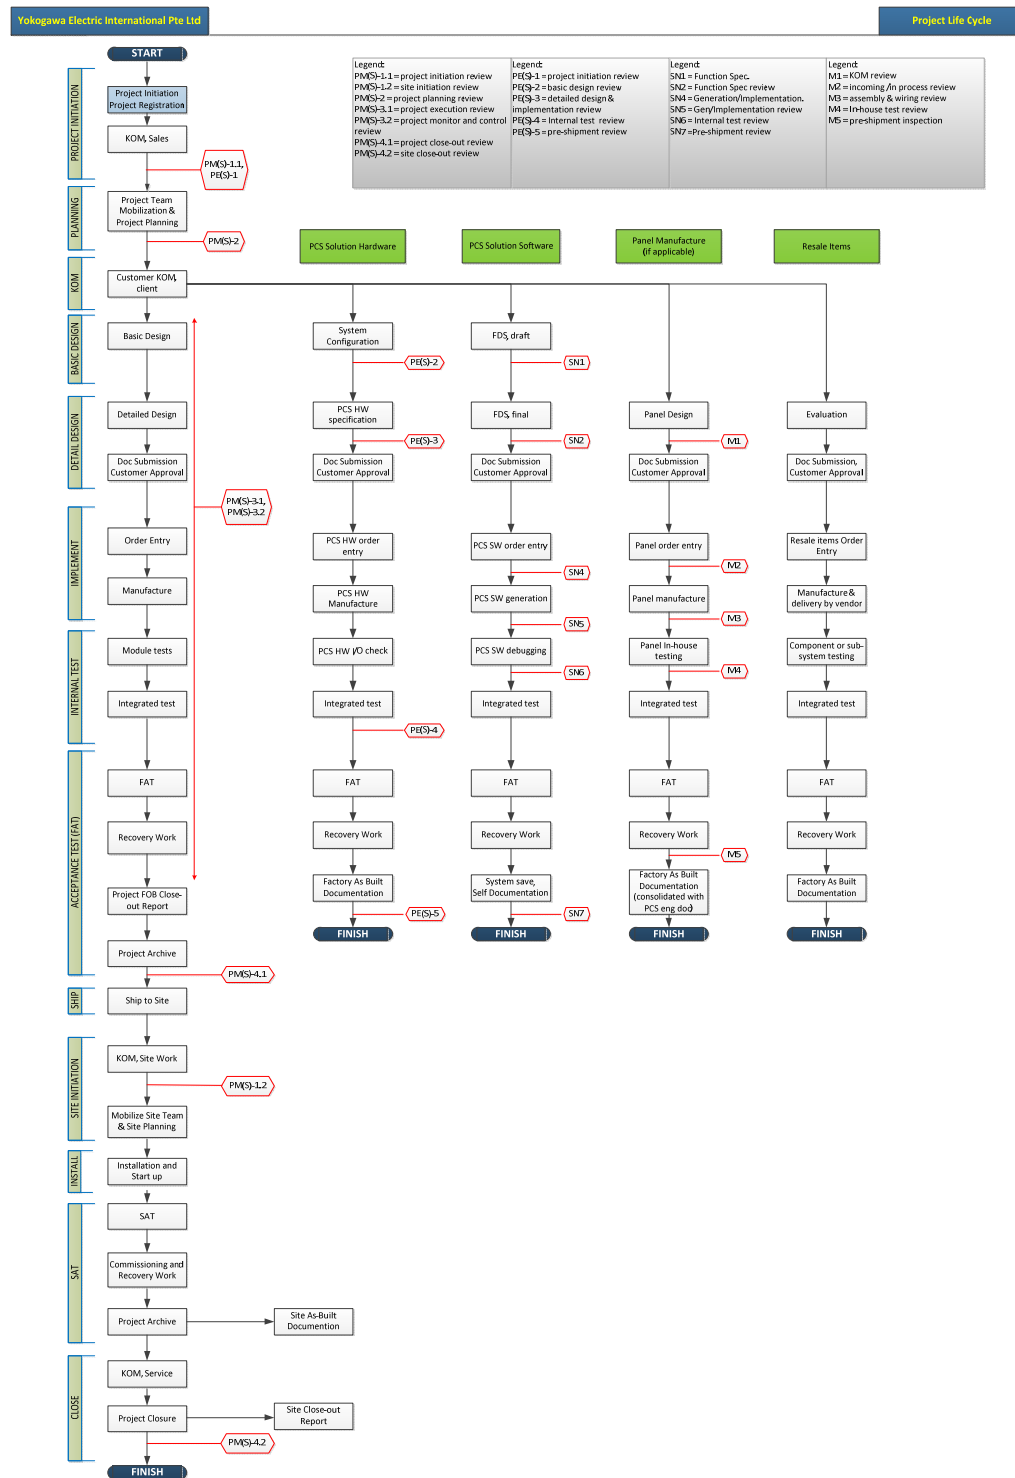 Yokogawa Electric International Pte Ltd
Project Life Cycle
START
Legend:
PM(S)-1.1 = project initiation review
PM(S)-1.2 = site initiation review
PM(S)-2 = project planning review
PM(S)-3.1 = project execution review
PM(S)-3.2 = project monitor and control
review
PM(S)-4.1 = project close-out review
PM(S)-4.2 = site close-out review
Legend:
PE(S)-1 = project initiation review
PE(S)-2 = basic design review
PE(S)-3 = detailed design &
implementation review
PE(S)-4 = Internal test review
PE(S)-5 = pre-shipment review
Legend:
SN1 = Function Spec.
SN2 = Function Spec review
SN4 = Generation/Implementation.
SN5 = Gen/Implementation review
SN6 = Internal test review
SN7 = Pre-shipment review
Legend:
M1 = KOM review
M2 = incoming /in process review
M3 = assembly & wiring review
M4 = In-house test review
M5 = pre-shipment inspection
PROJECT INITIATION
Project Initiation
Project Registration
KOM, Sales
PM(S)-1.1,
PE(S)-1
PLANNING
Project Team
Mobilization &
Project Planning
PM(S)-2
PCS Solution Hardware
PCS Solution Software
Panel Manufacture
(if applicable)
Resale Items
KOM
Customer KOM,
client
BASIC DESIGN
Basic Design
System
Configuration
FDS, draft
PE(S)-2
SN1
DETAIL DESIGN
Detailed Design
PCS HW
specification
FDS, final
Panel Design
Evaluation
PE(S)-3
SN2
M1
Doc Submission
Customer Approval
Doc Submission
Customer Approval
Doc Submission
Customer Approval
Doc Submission
Customer Approval
Doc Submission,
Customer Approval
PM(S)-3.1,
PM(S)-3.2
IMPLEMENT
Order Entry
PCS HW order
entry
PCS SW order entry
Panel order entry
Resale items Order
Entry
SN4
M2
Manufacture
PCS HW
Manufacture
PCS SW generation
Panel manufacture
Manufacture &
delivery by vendor
SN5
M3
INTERNAL TEST
Module tests
PCS HW I/O check
PCS SW debugging
Panel In-house
testing
Component or sub-
system testing
SN6
M4
Integrated test
Integrated test
Integrated test
Integrated test
Integrated test
PE(S)-4
ACCEPTANCE TEST (FAT)
FAT
FAT
FAT
FAT
FAT
Recovery Work
Recovery Work
Recovery Work
Recovery Work
Recovery Work
M5
Project FOB Close-
out Report
Factory As Built
Documentation
System save,
Self Documentation
Factory As Built
Documentation
(consolidated with
PCS eng doc)
Factory As Built
Documentation
PE(S)-5
SN7
FINISH
FINISH
FINISH
FINISH
Project Archive
PM(S)-4.1
SHIP
Ship to Site
SITE INITIATION
KOM, Site Work
PM(S)-1.2
Mobilize Site Team
& Site Planning
INSTALL
Installation and
Start up
SAT
SAT
Commissioning and
Recovery Work
Project Archive
Site As-Built
Documention
CLOSE
KOM, Service
Project Closure
Site Close-out
Report
PM(S)-4.2
FINISH